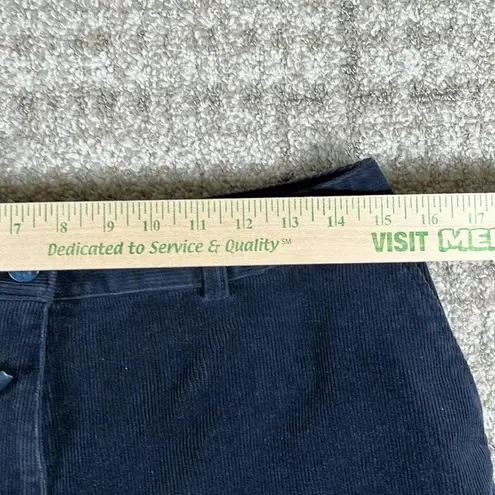 7 8 9 10 11 12 13 14 15 16 17
Dedicated to Service & Quality℠ VISIT